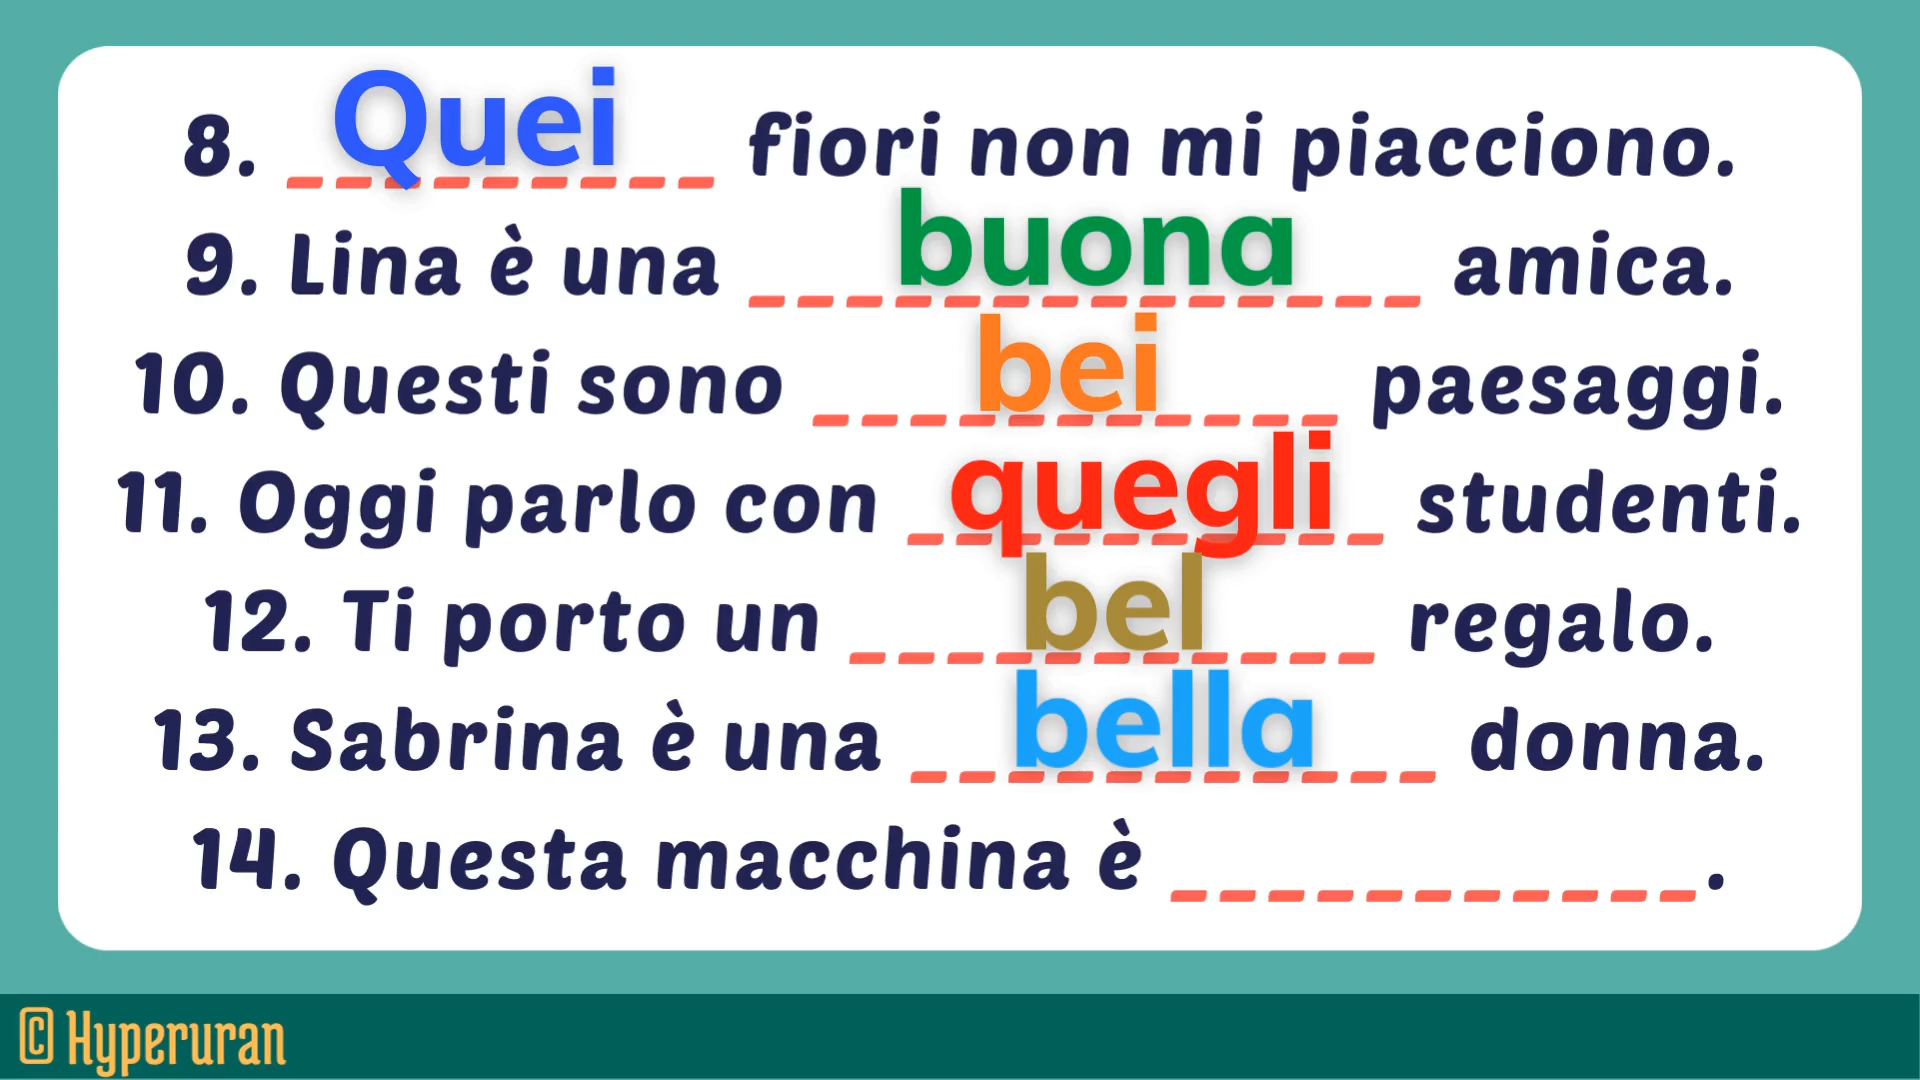 8. Quei fiori non mi piacciono.
9. Lina è una buona amica.
10. Questi sono bei paesaggi.
11. Oggi parlo con quegli studenti.
12. Ti porto un bel regalo.
13. Sabrina è una bella donna.
14. Questa macchina è __________.
© Hyperuran